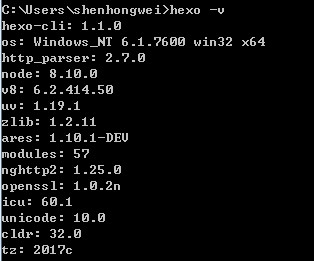 C:\Users\shenhongwei>hexo -v
hexo-cli: 1.1.0
os: Windows_NT 6.1.7600 win32 x64
http_parser: 2.7.0
node: 8.10.0
v8: 6.2.414.50
uv: 1.19.1
zlib: 1.2.11
ares: 1.10.1-DEV
modules: 57
nghttp2: 1.25.0
openssl: 1.0.2n
icu: 60.1
unicode: 10.0
cldr: 32.0
tz: 2017c